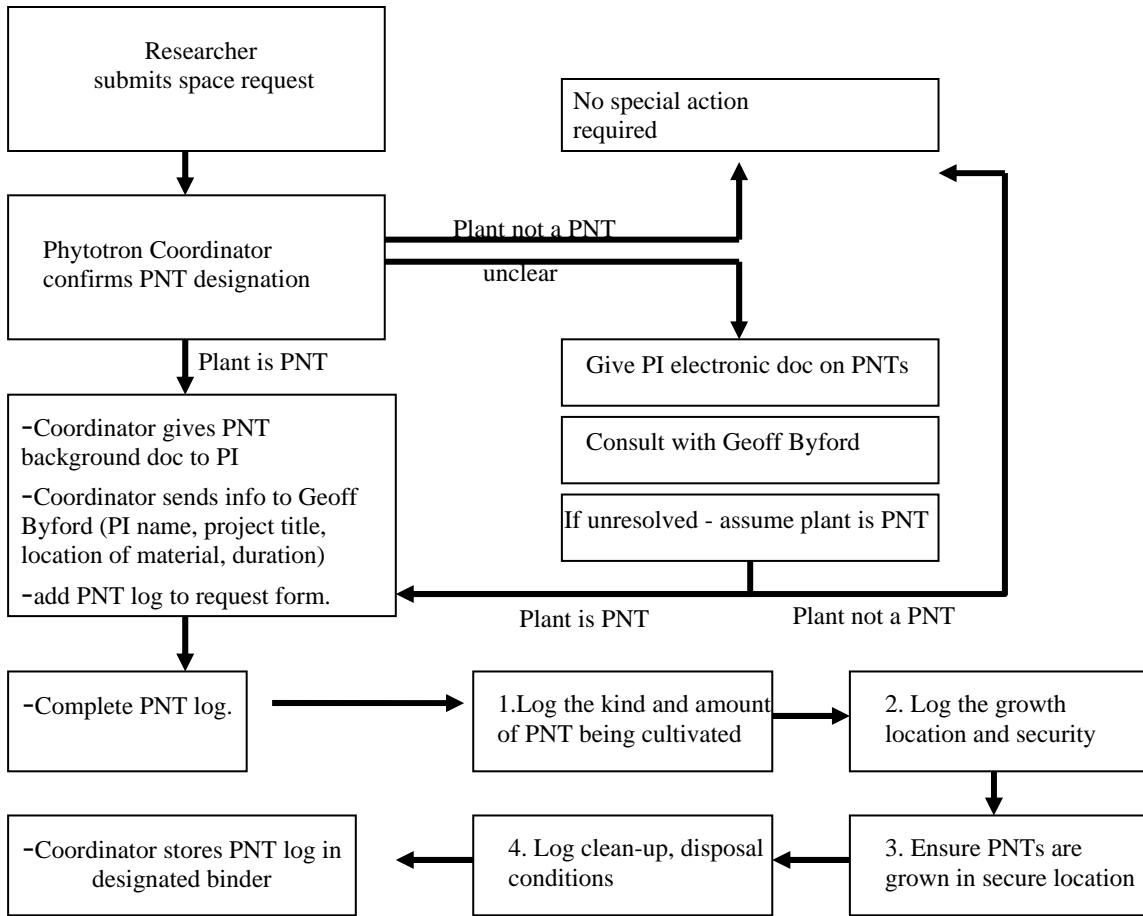 Researcher
submits space request
No special action
required
Phytotron Coordinator
confirms PNT designation
Plant not a PNT
unclear
Plant is PNT
Give PI electronic doc on PNTs
Consult with Geoff Byford
If unresolved - assume plant is PNT
-Coordinator gives PNT
background doc to PI
-Coordinator sends info to Geoff
Byford (PI name, project title,
location of material, duration)
-add PNT log to request form.
Plant is PNT
Plant not a PNT
-Complete PNT log.
1.Log the kind and amount
of PNT being cultivated
2. Log the growth
location and security
3. Ensure PNTs are
grown in secure location
4. Log clean-up, disposal
conditions
-Coordinator stores PNT log in
designated binder